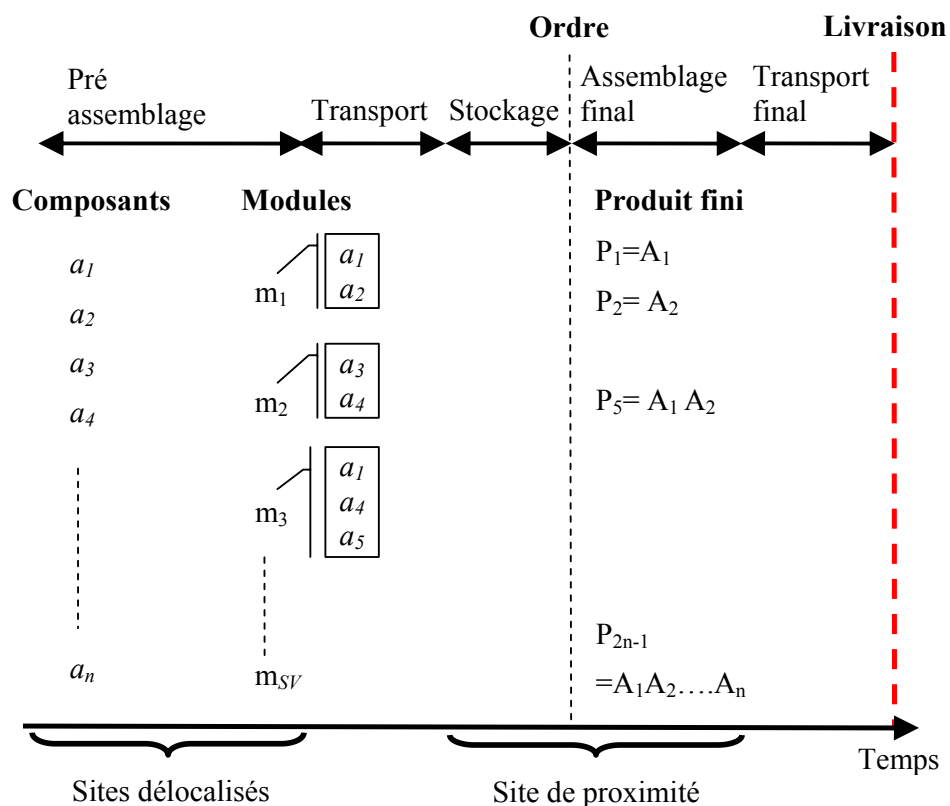 Ordre
Livraison
Pré
assemblage
Transport
Stockage
Assemblage
final
Transport
final
Composants
Modules
Produit fini
a1
a2
a3
a4
an
m1
a1
a2
m2
a3
a4
m3
a1
a4
a5
mSV
P1=A1
P2= A2
P5= A1 A2
P2n-1
=A1A2….An
Temps
Sites délocalisés
Site de proximité